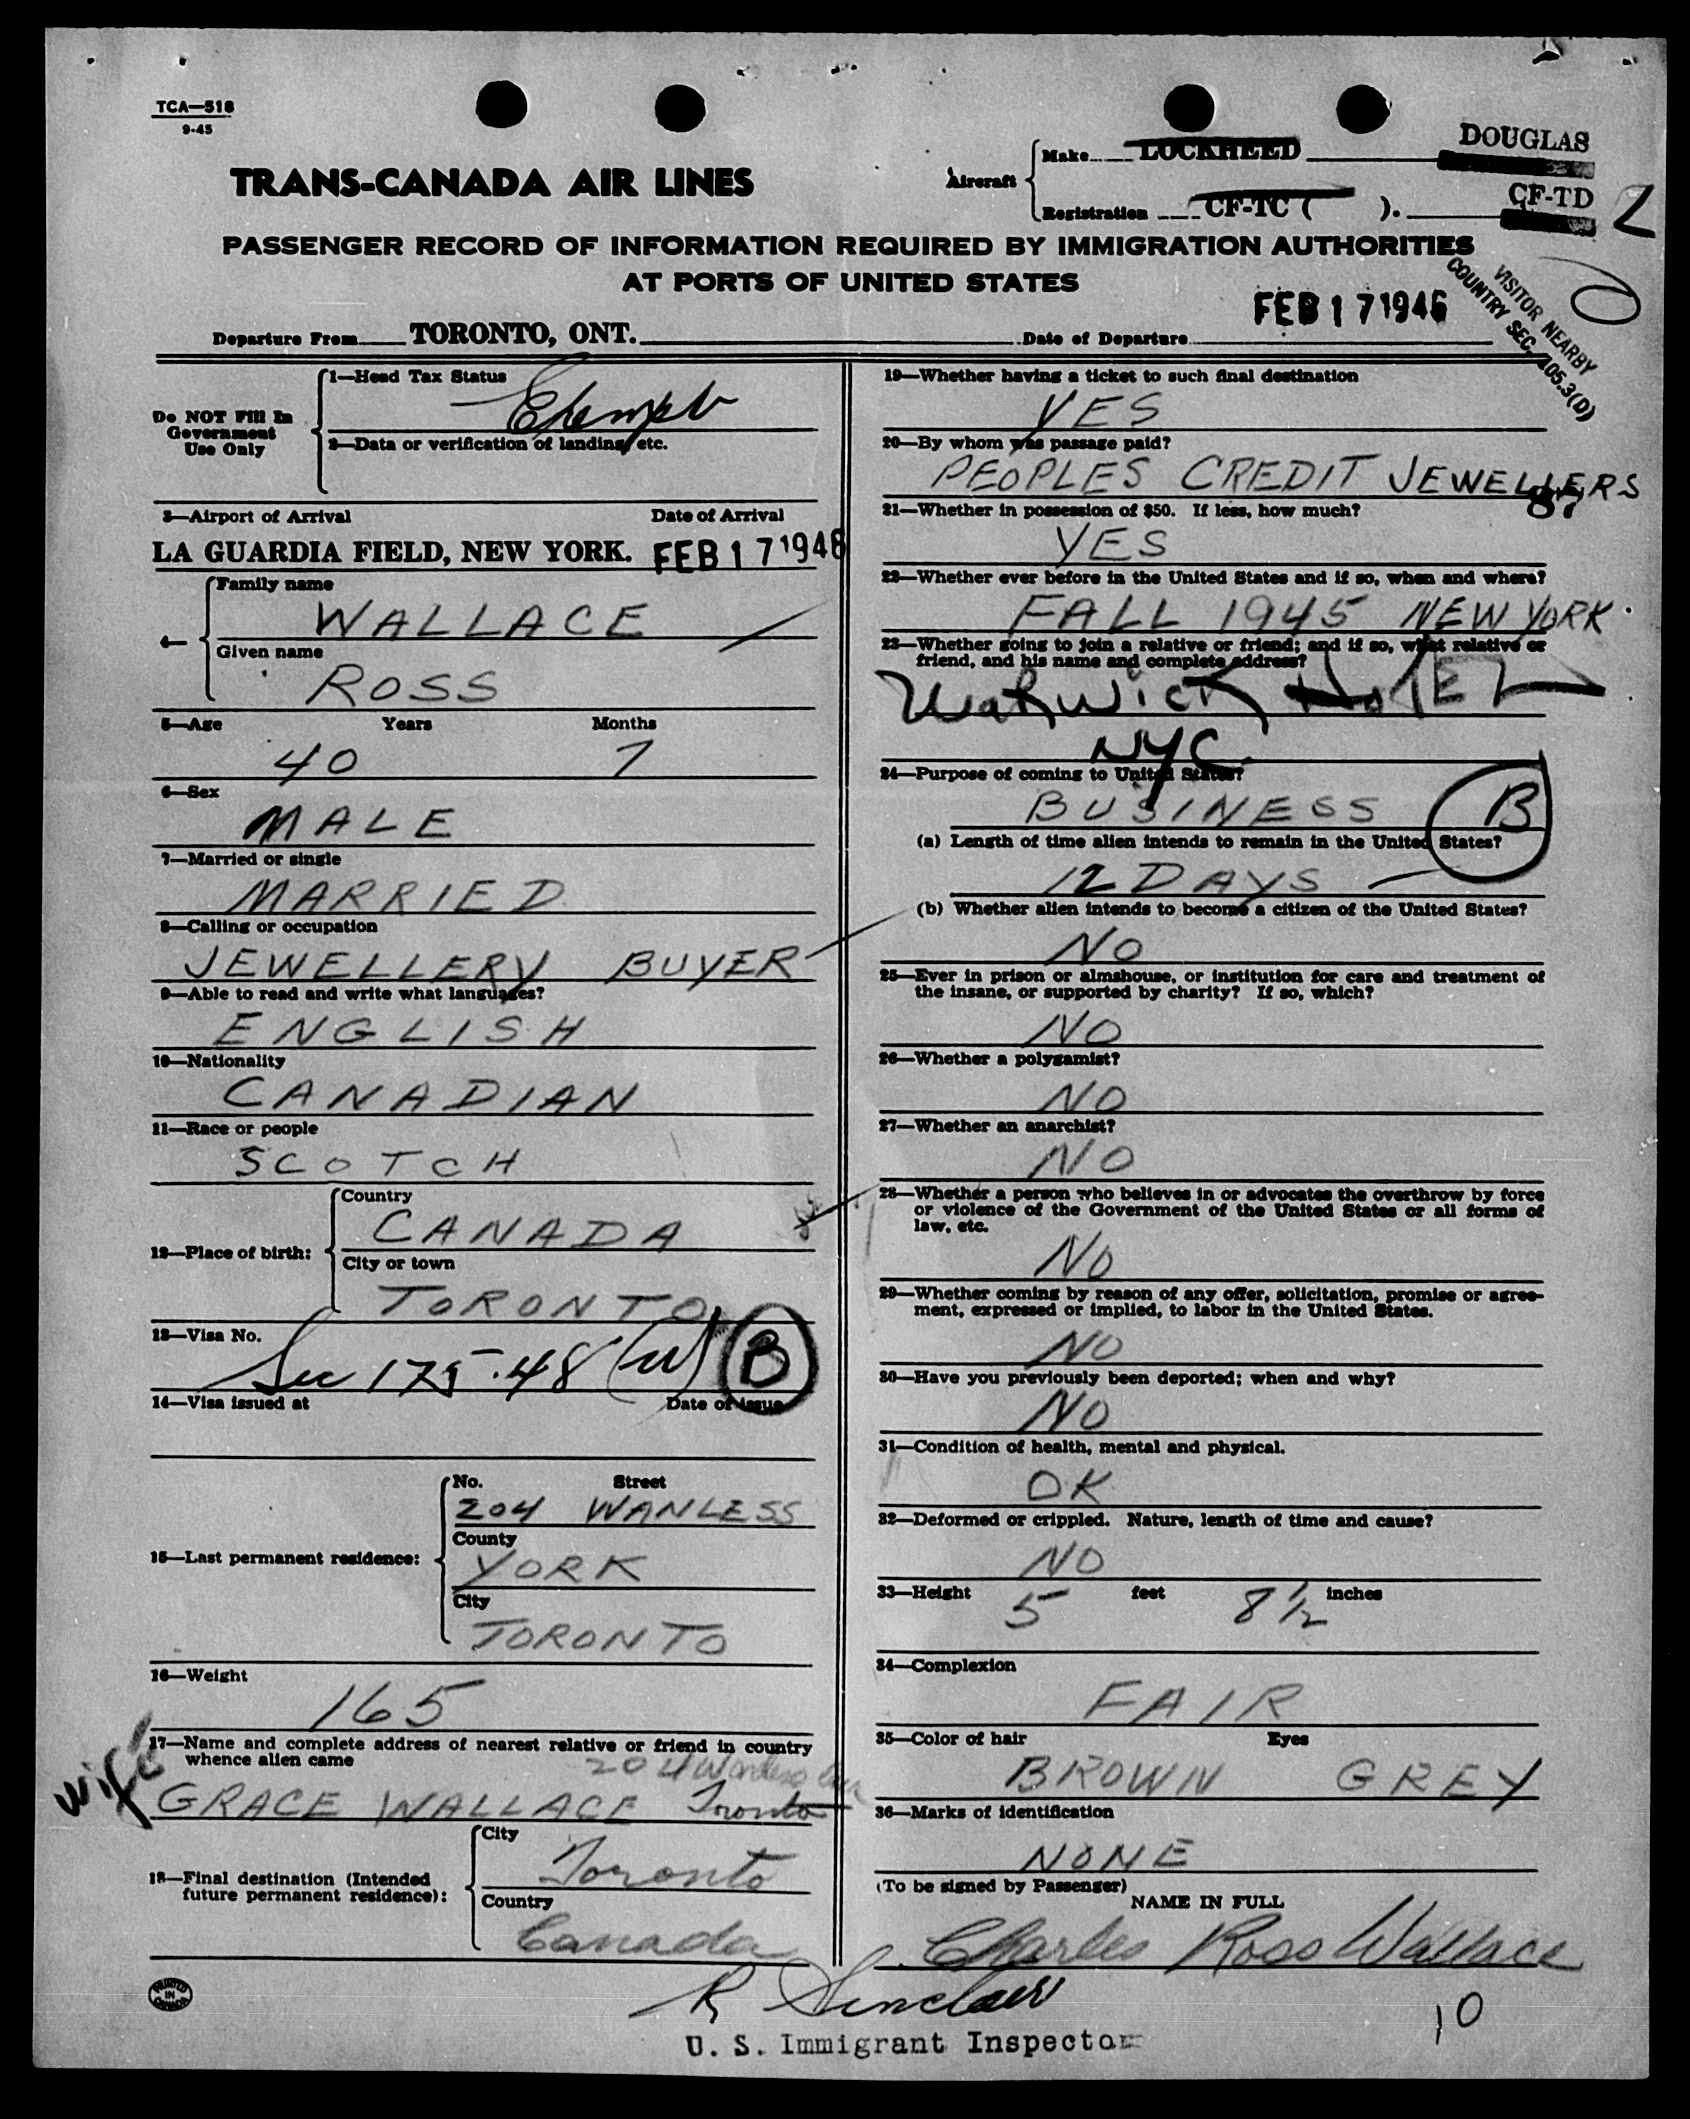 TCA—518
9-45
TRANS-CANADA AIR LINES
Aircraft
Make LOCKHEED DOUGLAS
Registration CF-TC ( ). CF-TD 2
PASSENGER RECORD OF INFORMATION REQUIRED BY IMMIGRATION AUTHORITIES
AT PORTS OF UNITED STATES
VISITOR NEARBY
COUNTRY SEC. 105.3(D)
Departure From TORONTO, ONT. Date of Departure FEB 17 1946
Do NOT Fill In
Government
Use Only
1—Head Tax Status
Exempt
2—Data or verification of landing, etc.
3—Airport of Arrival Date of Arrival
LA GUARDIA FIELD, NEW YORK. FEB 17 1946
4—
Family name
WALLACE
Given name
ROSS
5—Age Years Months
40 7
6—Sex
MALE
7—Married or single
MARRIED
8—Calling or occupation
JEWELLERY BUYER
9—Able to read and write what languages?
ENGLISH
10—Nationality
CANADIAN
11—Race or people
SCOTCH
12—Place of birth:
Country
CANADA
City or town
TORONTO
13—Visa No.
Sec 175.48 (W) B
14—Visa issued at Date of issue
15—Last permanent residence:
No. Street
204 WANLESS
County
YORK
City
TORONTO
16—Weight
165
17—Name and complete address of nearest relative or friend in country
whence alien came
204 Wanless Ave
wife GRACE WALLACE Toronto
18—Final destination (Intended
future permanent residence):
City
Toronto
Country
Canada
PRINTED
IN
CANADA
19—Whether having a ticket to such final destination
YES
20—By whom was passage paid?
PEOPLES CREDIT JEWELLERS
21—Whether in possession of $50. If less, how much?
87
YES
22—Whether ever before in the United States and if so, when and where?
FALL 1945 NEW YORK.
23—Whether going to join a relative or friend; and if so, what relative or
friend, and his name and complete address?
Warwick HOTEL
NYC
24—Purpose of coming to United States?
BUSINESS B
(a) Length of time alien intends to remain in the United States?
12 DAYS
(b) Whether alien intends to become a citizen of the United States?
NO
25—Ever in prison or almshouse, or institution for care and treatment of
the insane, or supported by charity? If so, which?
NO
26—Whether a polygamist?
NO
27—Whether an anarchist?
NO
28—Whether a person who believes in or advocates the overthrow by force
or violence of the Government of the United States or all forms of
law, etc.
NO
29—Whether coming by reason of any offer, solicitation, promise or agree-
ment, expressed or implied, to labor in the United States.
NO
30—Have you previously been deported; when and why?
NO
31—Condition of health, mental and physical.
OK
32—Deformed or crippled. Nature, length of time and cause?
NO
33—Height 5 feet 8 1/2 inches
34—Complexion
FAIR
35—Color of hair Eyes
BROWN GREY
36—Marks of identification
NONE
(To be signed by Passenger)
NAME IN FULL
Charles Ross Wallace
R Sinclair
U. S. Immigrant Inspector
10